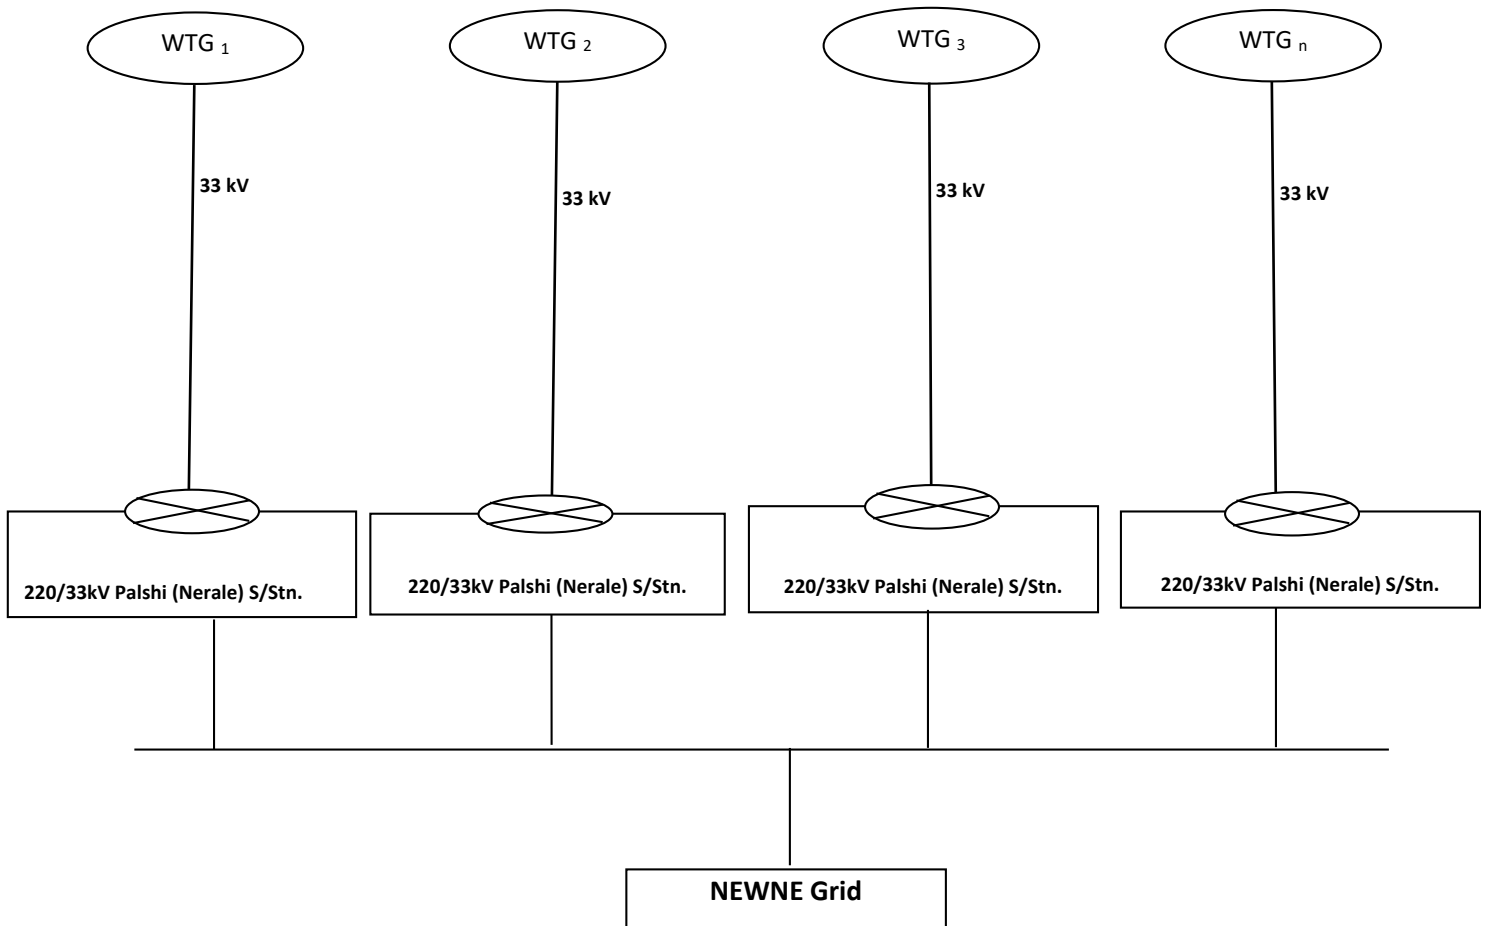 WTG 1
WTG 2
WTG 3
WTG n
33 kV
33 kV
33 kV
33 kV
220/33kV Palshi (Nerale) S/Stn.
220/33kV Palshi (Nerale) S/Stn.
220/33kV Palshi (Nerale) S/Stn.
220/33kV Palshi (Nerale) S/Stn.
NEWNE Grid